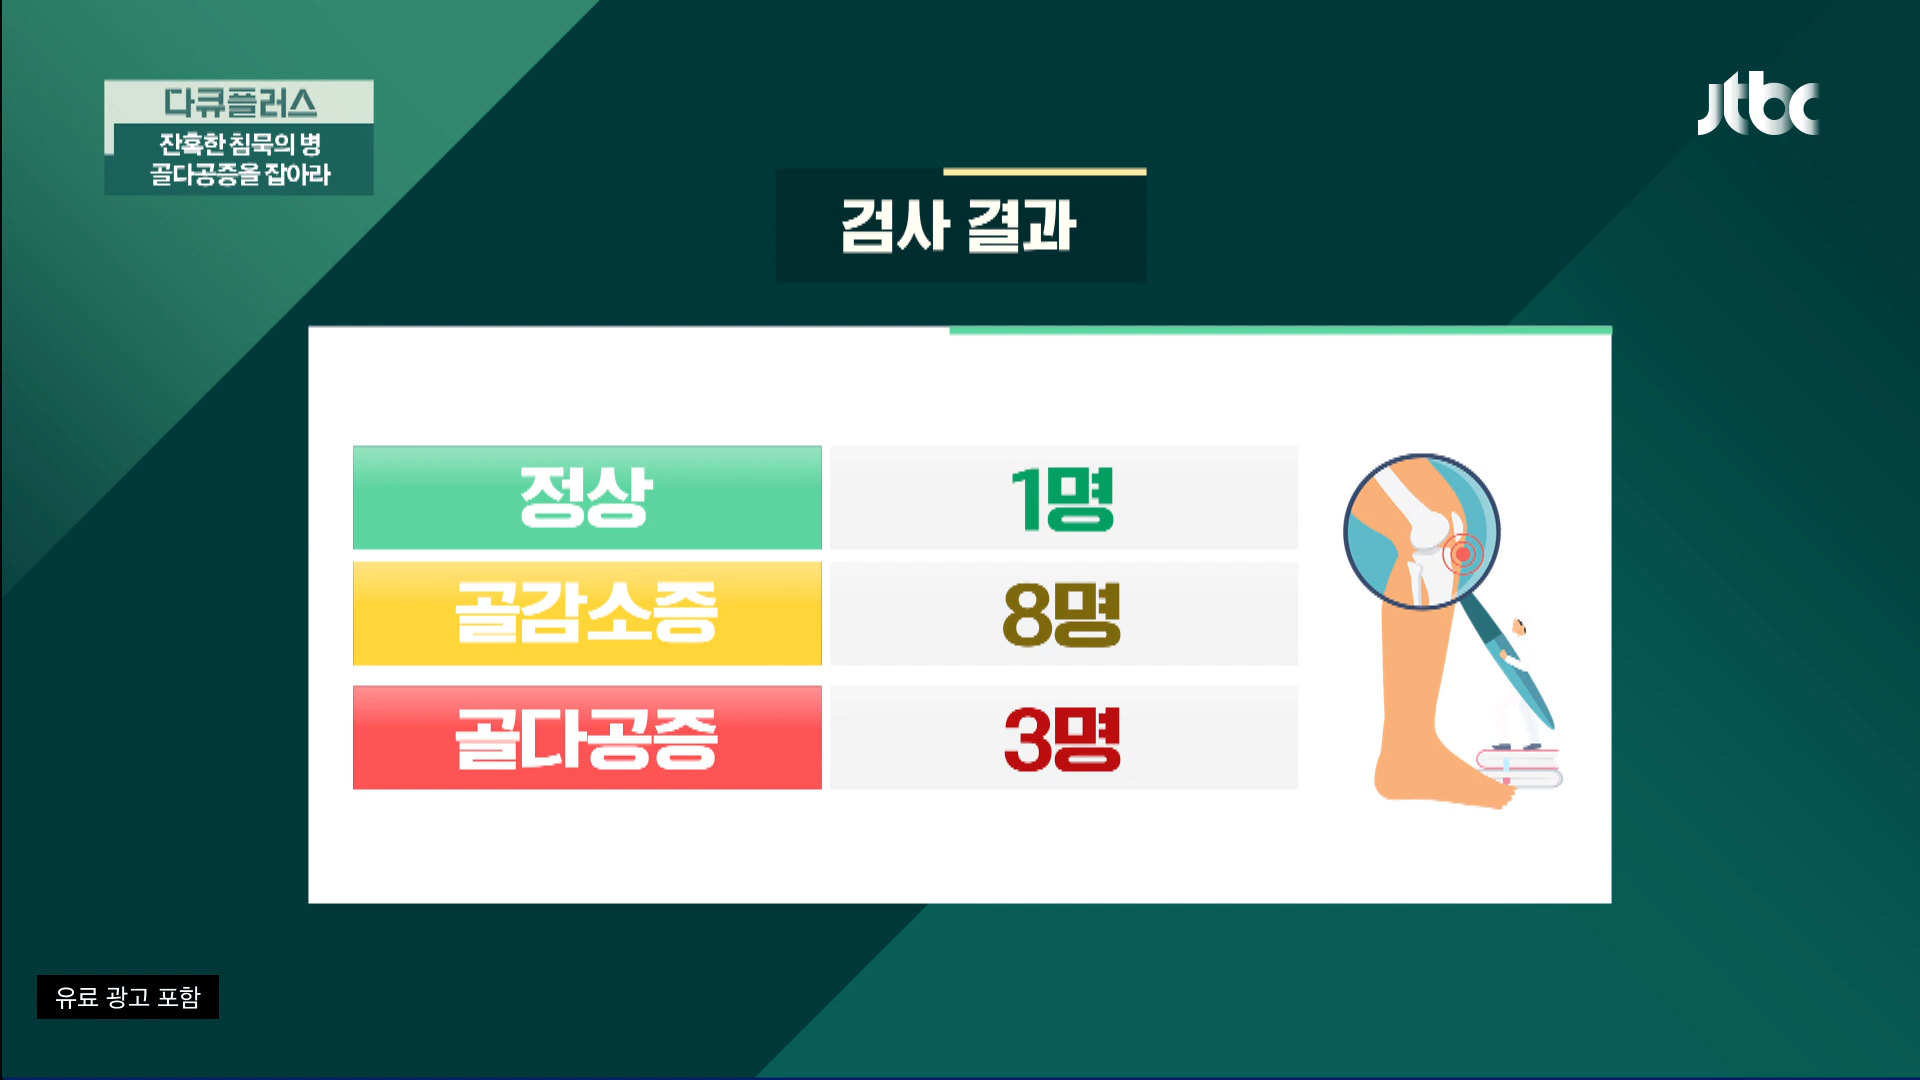 다큐플러스
잔혹한 침묵의 병
골다공증을 잡아라
jtbc
검사 결과
정상 1명
골감소증 8명
골다공증 3명
유료 광고 포함